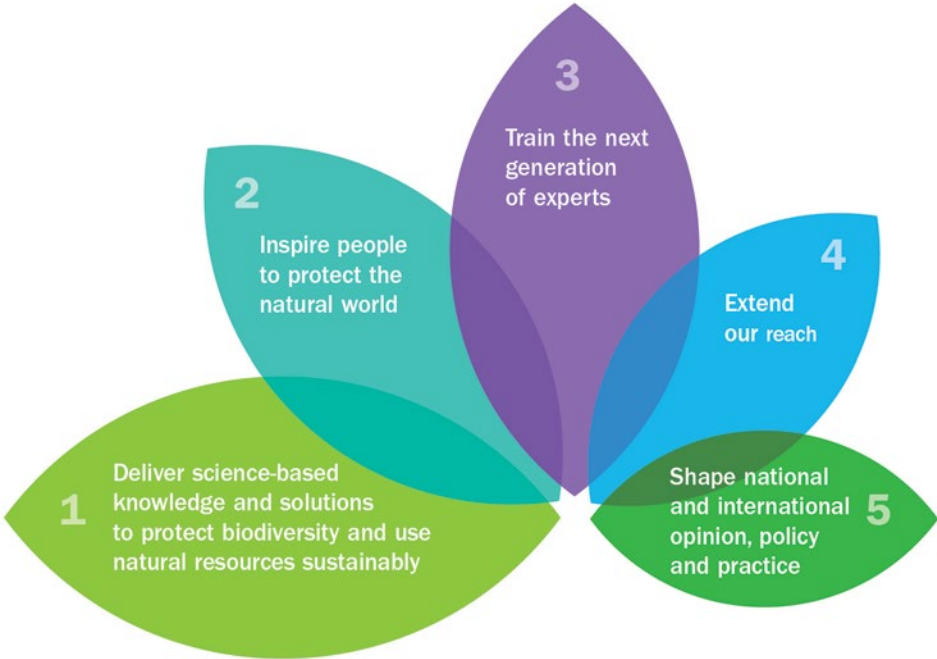 1
Deliver science-based
knowledge and solutions
to protect biodiversity and use
natural resources sustainably
2
Inspire people
to protect the
natural world
3
Train the next
generation
of experts
4
Extend
our reach
5
Shape national
and international
opinion, policy
and practice